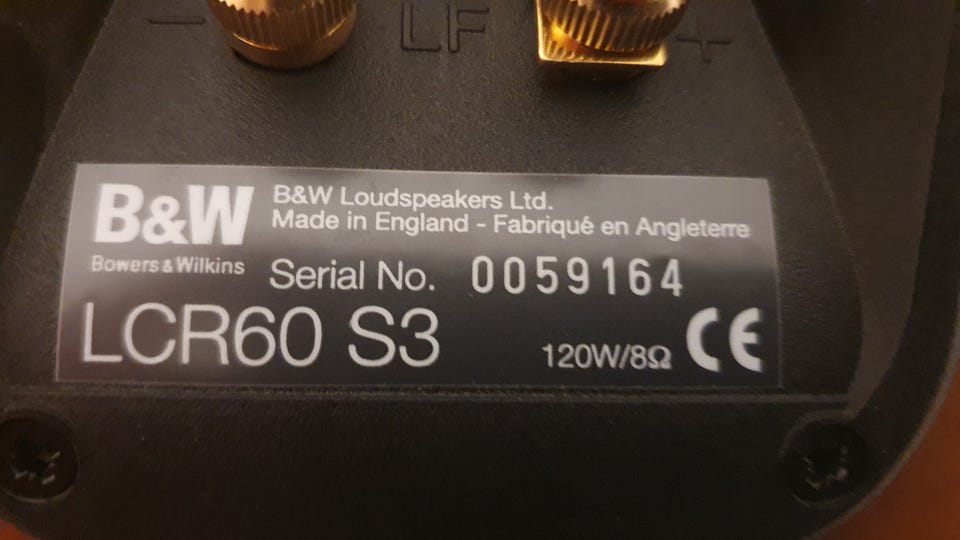 − LF +
B&W
B&W Loudspeakers Ltd.
Made in England - Fabriqué en Angleterre
Bowers & Wilkins
Serial No. 0059164
LCR60 S3
120W/8Ω CE